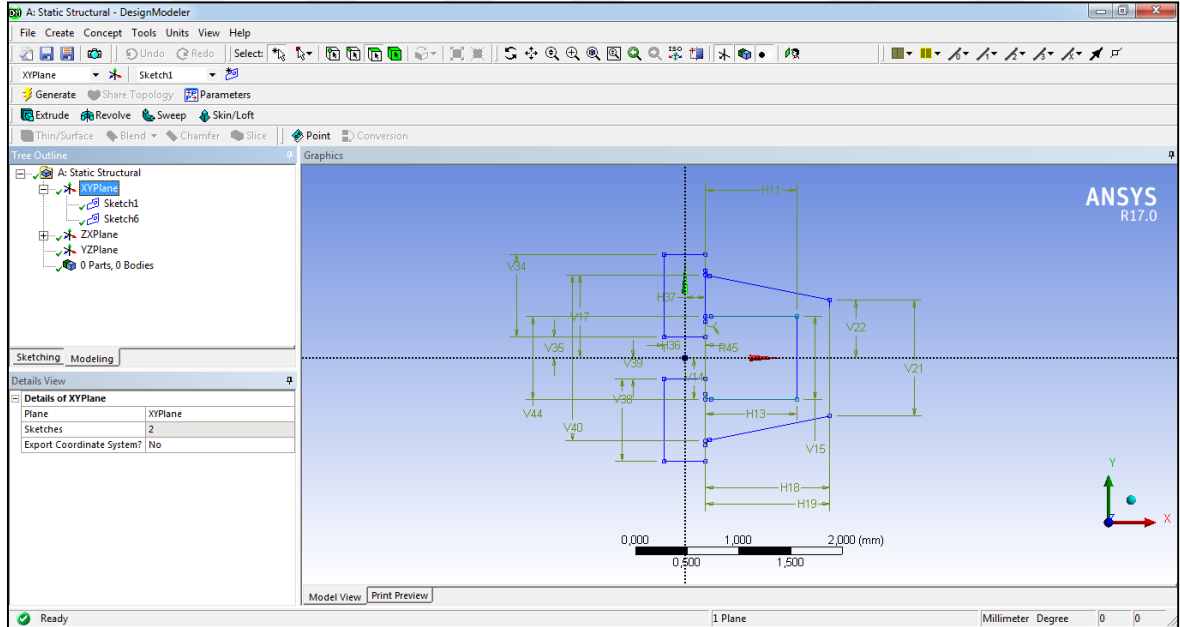 A: Static Structural - DesignModeler
File Create Concept Tools Units View Help
Undo Redo Select:
XYPlane Sketch1
Generate Share Topology Parameters
Extrude Revolve Sweep Skin/Loft
Thin/Surface Blend Chamfer Slice Point Conversion
Tree Outline
A: Static Structural
XYPlane
Sketch1
Sketch6
ZXPlane
YZPlane
0 Parts, 0 Bodies
Sketching Modeling
Details View
Details of XYPlane
Plane XYPlane
Sketches 2
Export Coordinate System? No
Graphics
ANSYS
R17.0
H11
V34
H37
V17
V22
V35
H36
R45
V39
V21
V14
V38
V44
H13
V40
V15
H18
H19
Y
Z
X
0,000 1,000 2,000 (mm)
0,500 1,500
Model View Print Preview
Ready 1 Plane Millimeter Degree 0 0